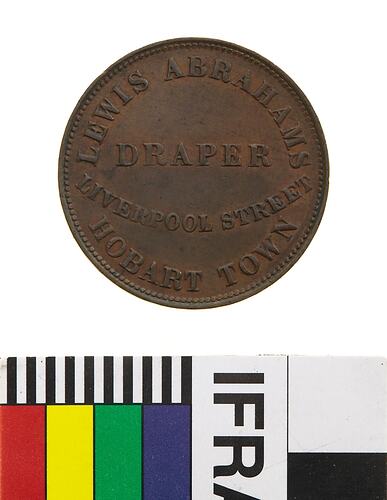 LEWIS ABRAHAMS
DRAPER
LIVERPOOL STREET
HOBART TOWN
IFRA